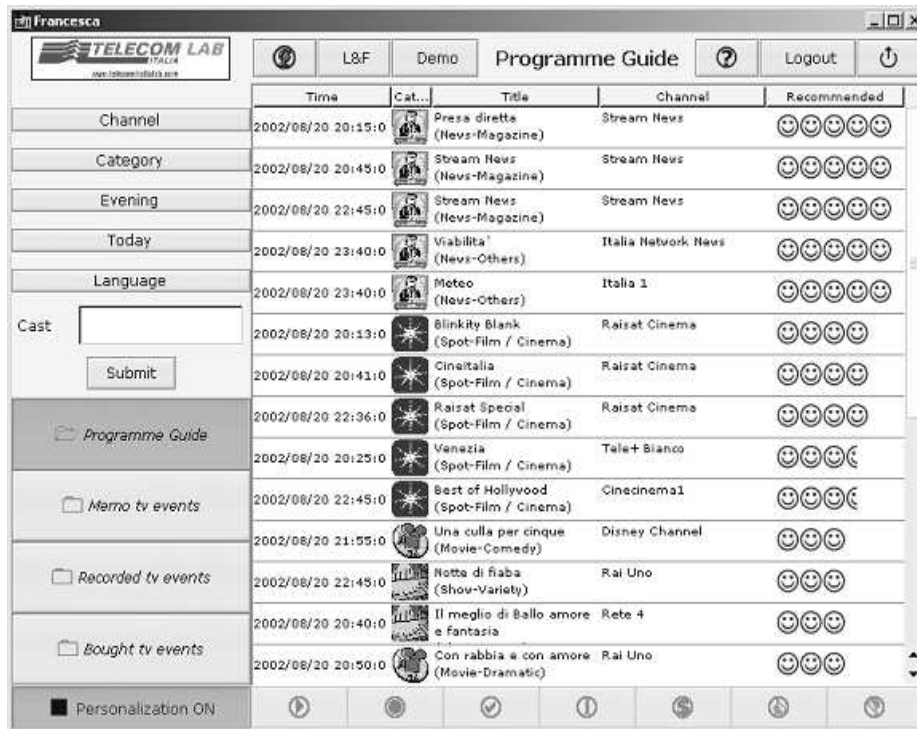 Francesca
TELECOM LAB
ITALIA
L&F
Demo
Programme Guide
?
Logout
Channel
Category
Evening
Today
Language
Cast
Submit
Programme Guide
Memo tv events
Recorded tv events
Bought tv events
Personalization ON
Time Cat... Title Channel Recommended
2002/08/20 20:15:0 Presa diretta Stream News
(News-Magazine)
2002/08/20 20:45:0 Stream News Stream News
(News-Magazine)
2002/08/20 22:45:0 Stream News Stream News
(News-Magazine)
2002/08/20 23:40:0 Viabilita` Italia Network News
(News-Others)
2002/08/20 23:40:0 Meteo Italia 1
(News-Others)
2002/08/20 20:13:0 Blinkity Blank Raisat Cinema
(Spot-Film / Cinema)
2002/08/20 20:41:0 Cineitalia Raisat Cinema
(Spot-Film / Cinema)
2002/08/20 22:36:0 Raisat Special Raisat Cinema
(Spot-Film / Cinema)
2002/08/20 20:25:0 Venezia Tele+ Bianco
(Spot-Film / Cinema)
2002/08/20 22:45:0 Best of Hollywood Cinecinema1
(Spot-Film / Cinema)
2002/08/20 21:55:0 Una culla per cinque Disney Channel
(Movie-Comedy)
2002/08/20 22:45:0 Notte di fiaba Rai Uno
(Show-Variety)
2002/08/20 20:40:0 Il meglio di Ballo amore Rete 4
e fantasia
2002/08/20 20:50:0 Con rabbia e con amore Rai Uno
(Movie-Dramatic)